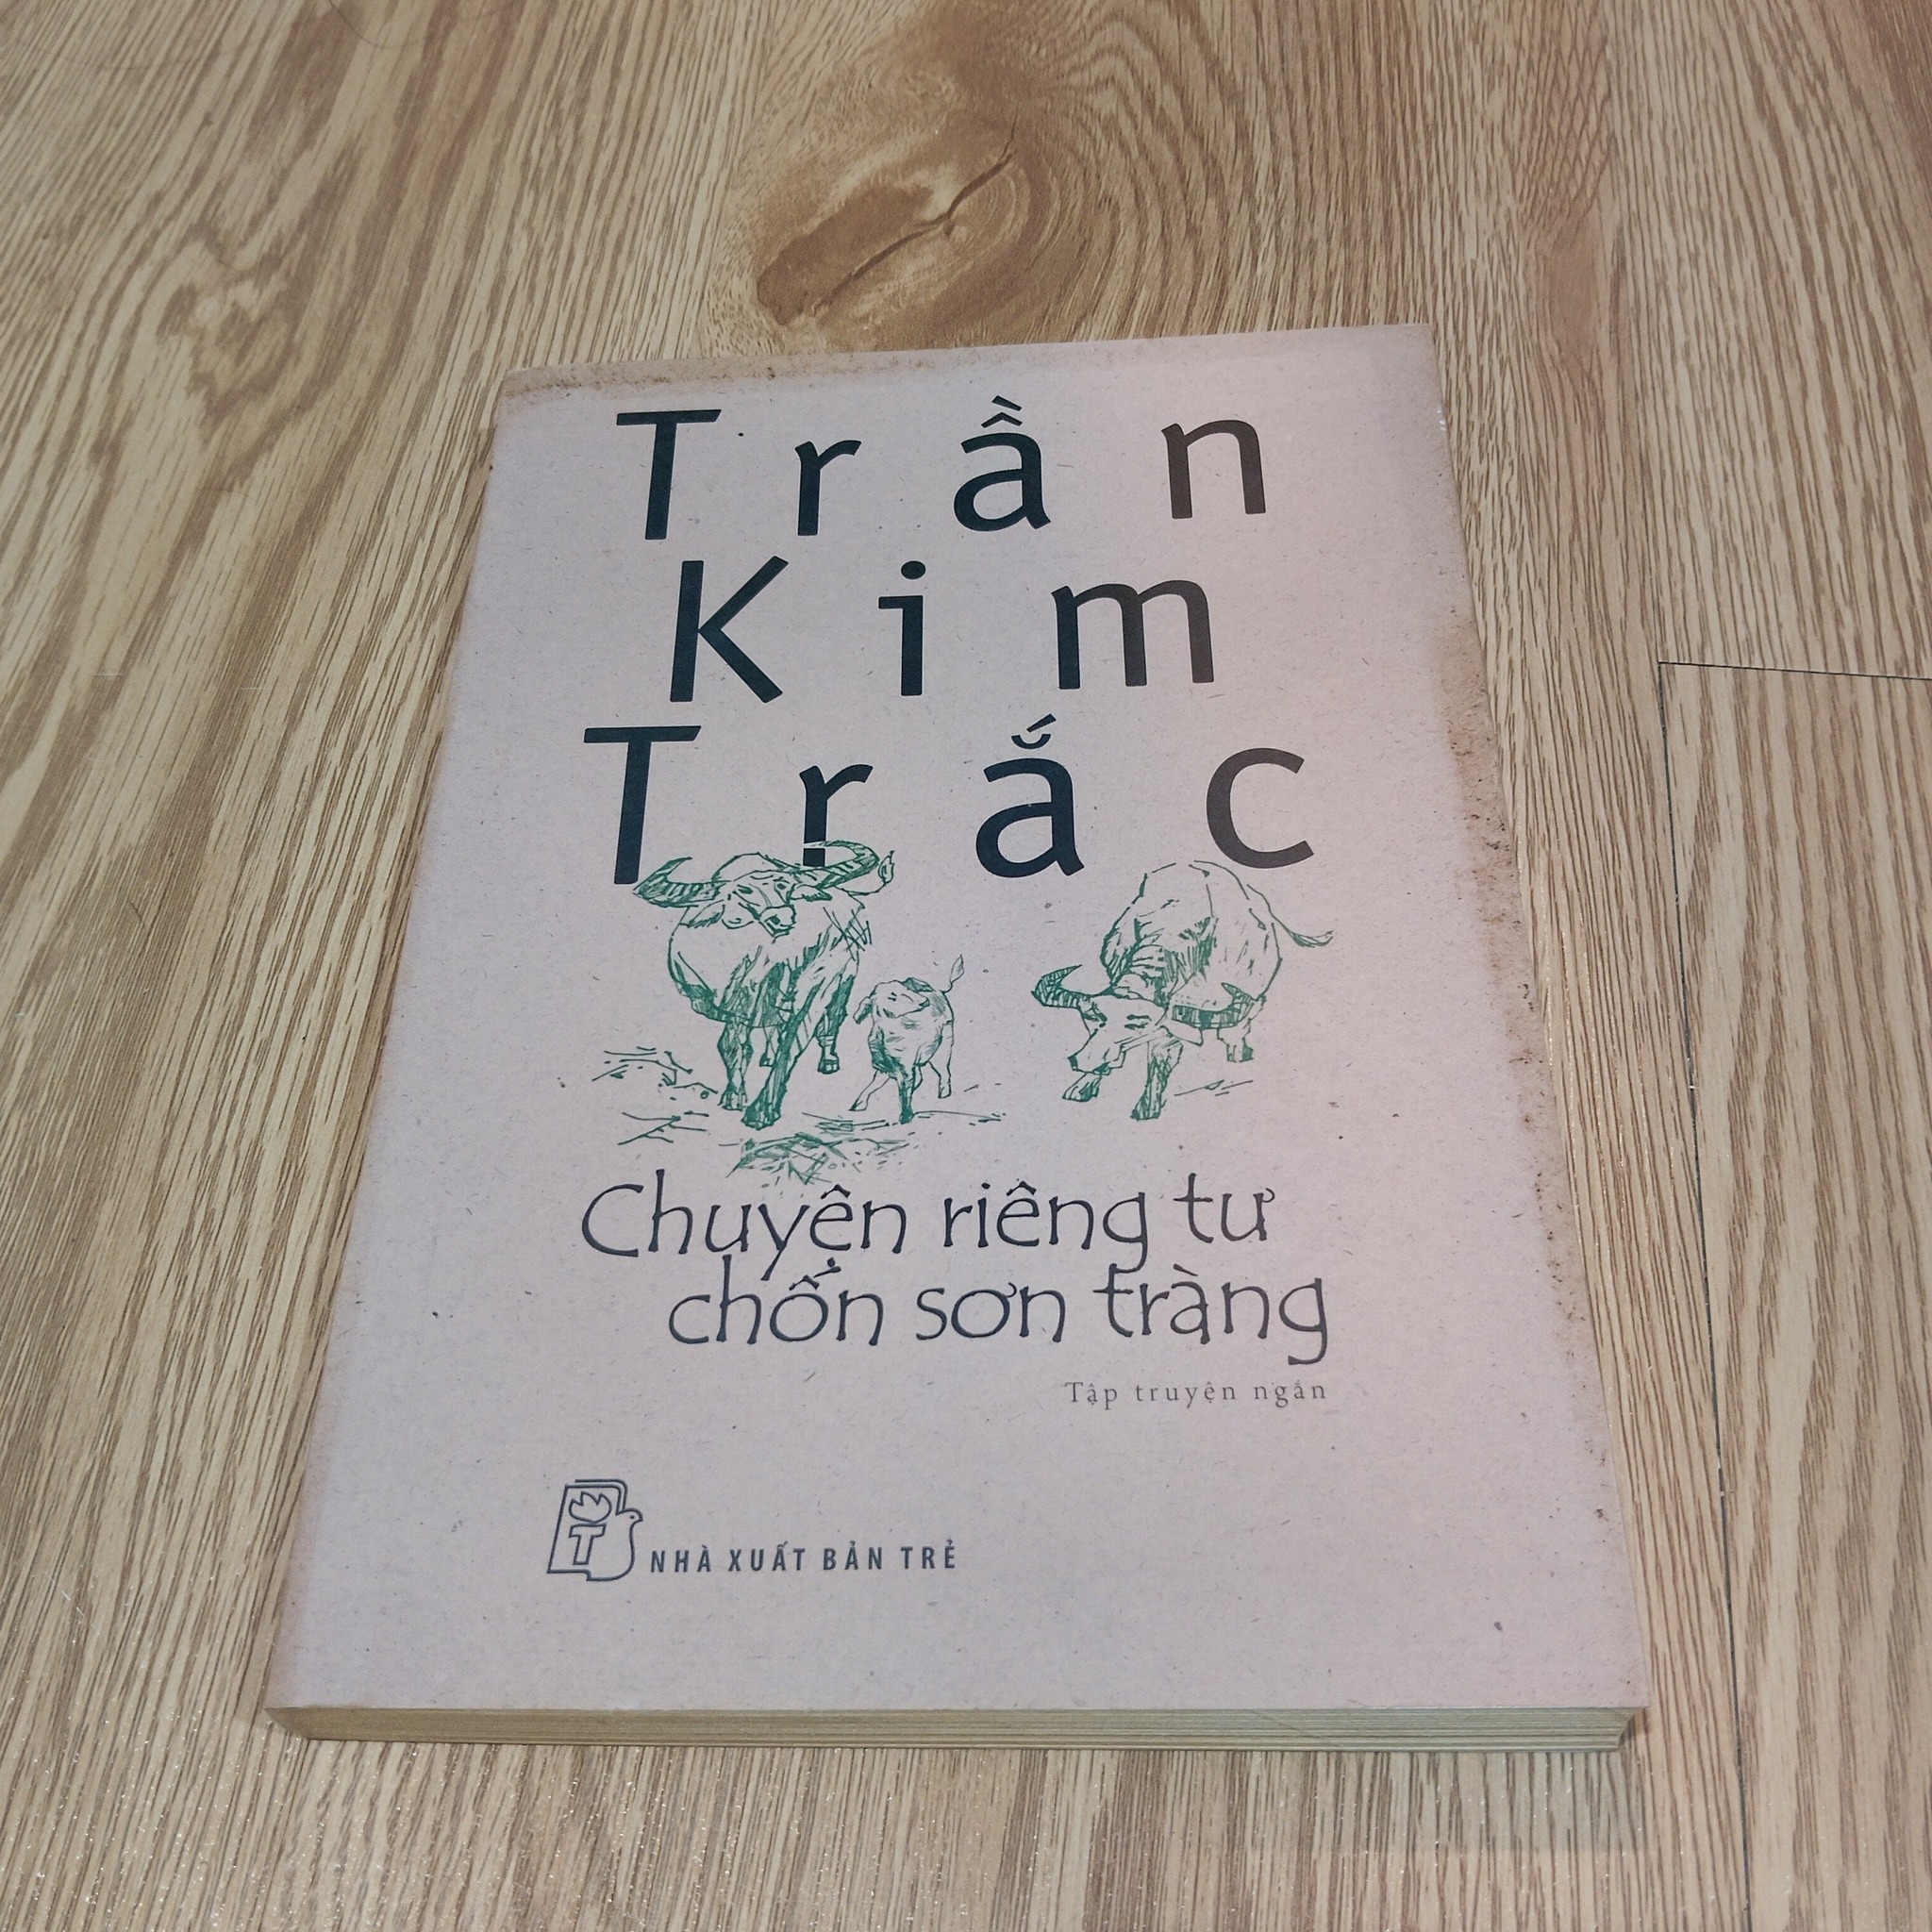 Trần
Kim
Trắc
Chuyện riêng tư
chốn sơn tràng
Tập truyện ngắn
T
NHÀ XUẤT BẢN TRẺ